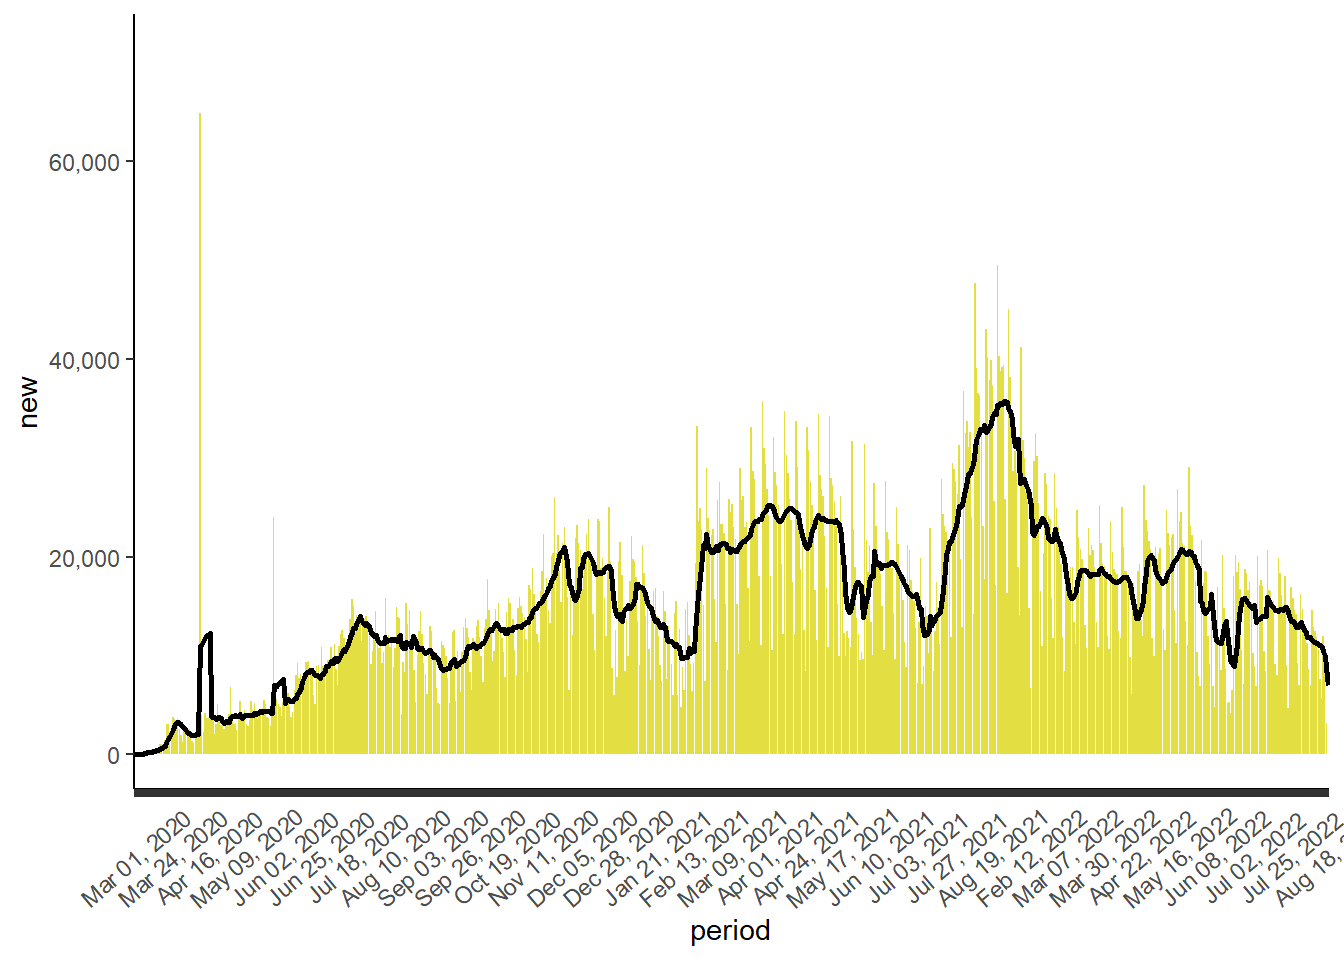 60,000
40,000
20,000
0
new
Mar 01, 2020
Mar 24, 2020
Apr 16, 2020
May 09, 2020
Jun 02, 2020
Jun 25, 2020
Jul 18, 2020
Aug 10, 2020
Sep 03, 2020
Sep 26, 2020
Oct 19, 2020
Nov 11, 2020
Dec 05, 2020
Dec 28, 2020
Jan 21, 2021
Feb 13, 2021
Mar 09, 2021
Apr 01, 2021
Apr 24, 2021
May 17, 2021
Jun 10, 2021
Jul 03, 2021
Jul 27, 2021
Aug 19, 2021
Feb 12, 2022
Mar 07, 2022
Mar 30, 2022
Apr 22, 2022
May 16, 2022
Jun 08, 2022
Jul 02, 2022
Jul 25, 2022
Aug 18, 2
period